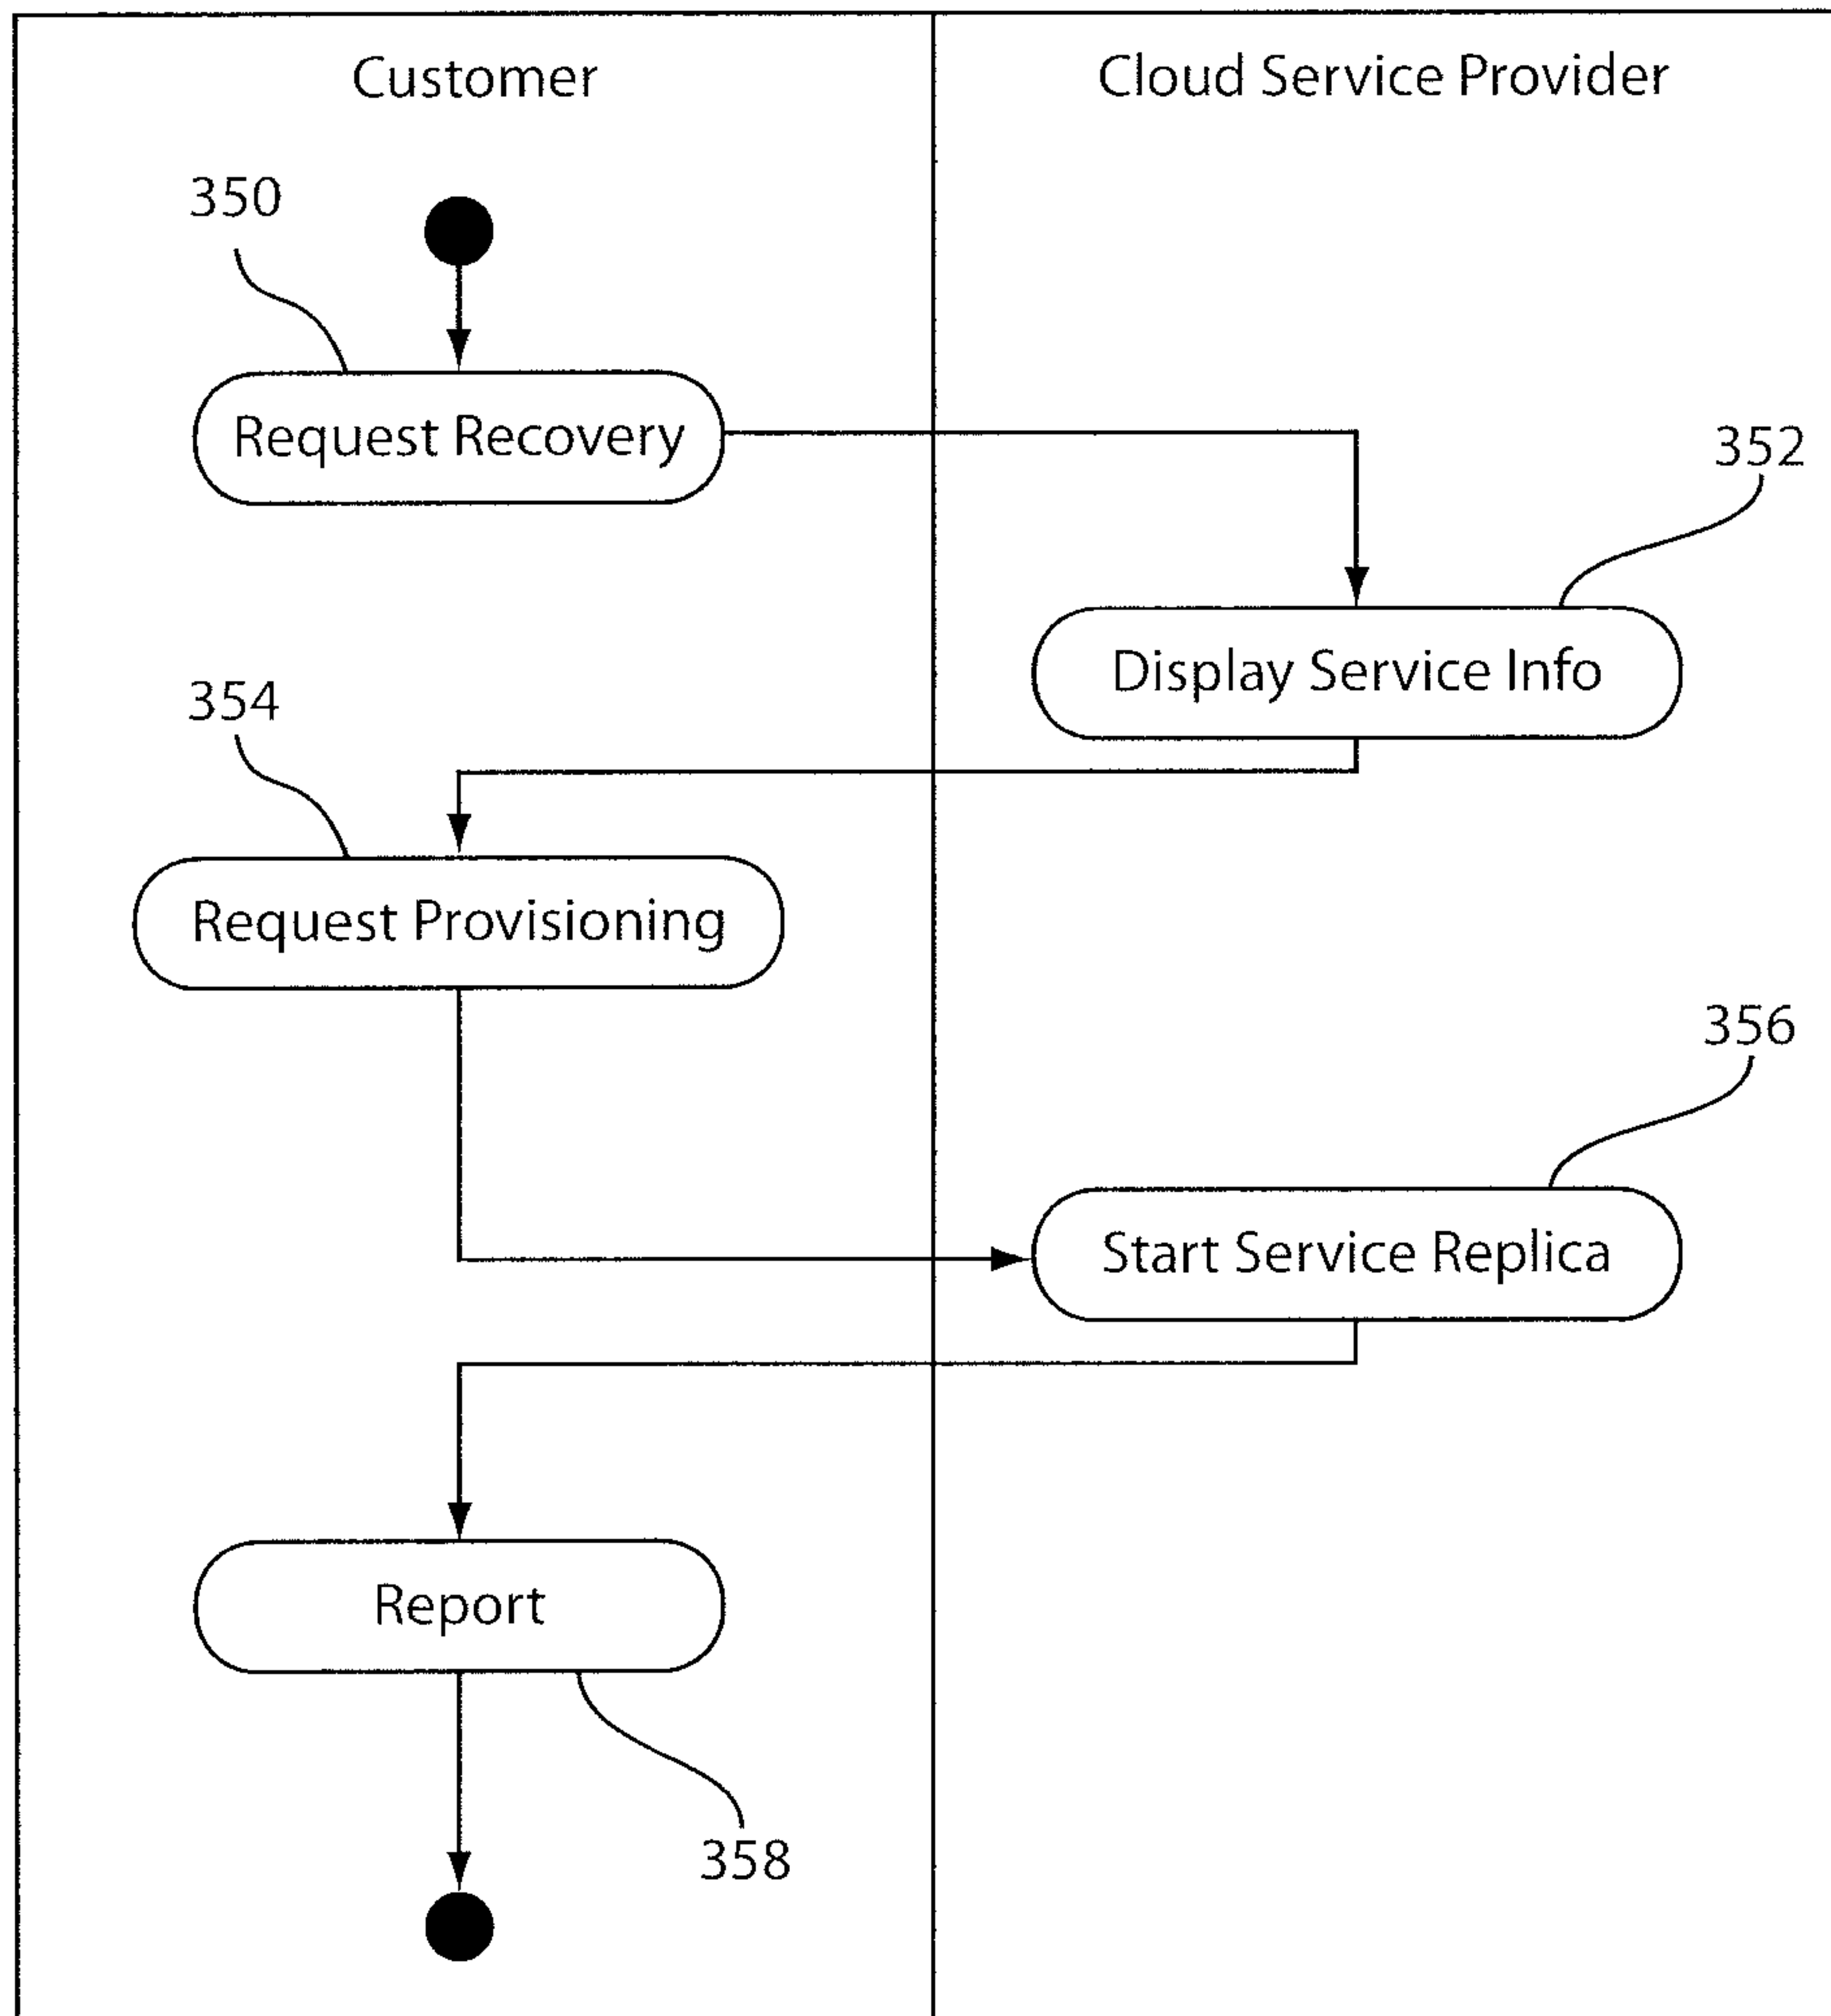 Customer
Cloud Service Provider
350
Request Recovery
352
Display Service Info
354
Request Provisioning
356
Start Service Replica
Report
358